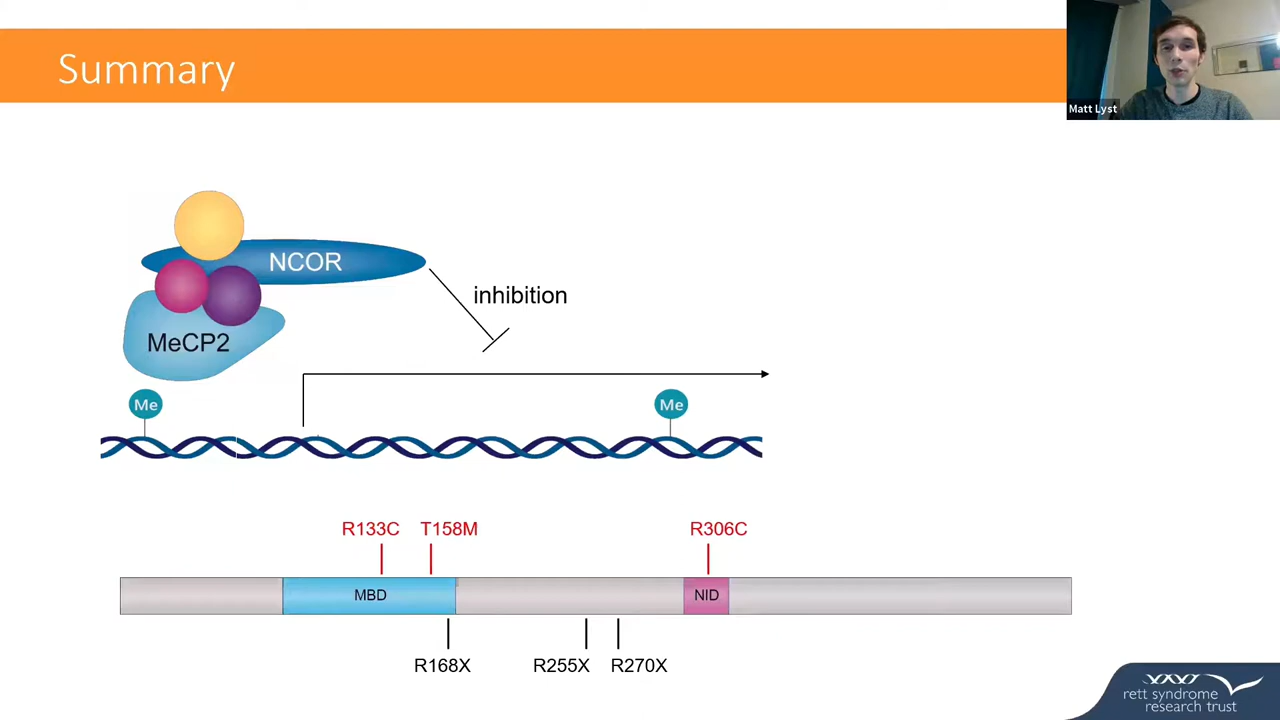 Summary
Matt Lyst
NCOR
inhibition
MeCP2
Me
Me
R133C
T158M
R306C
MBD
NID
R168X
R255X
R270X
rett syndrome
research trust